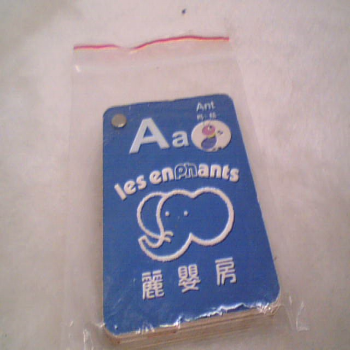 Ant
Aa
les enphants
麗嬰房